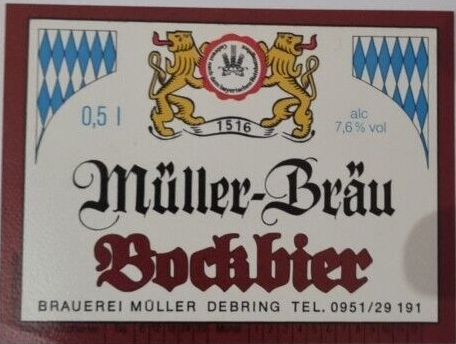 0,5 l
alc
7,6 % vol
1516
Müller-Bräu
Bockbier
BRAUEREI MÜLLER DEBRING TEL. 0951/29 191